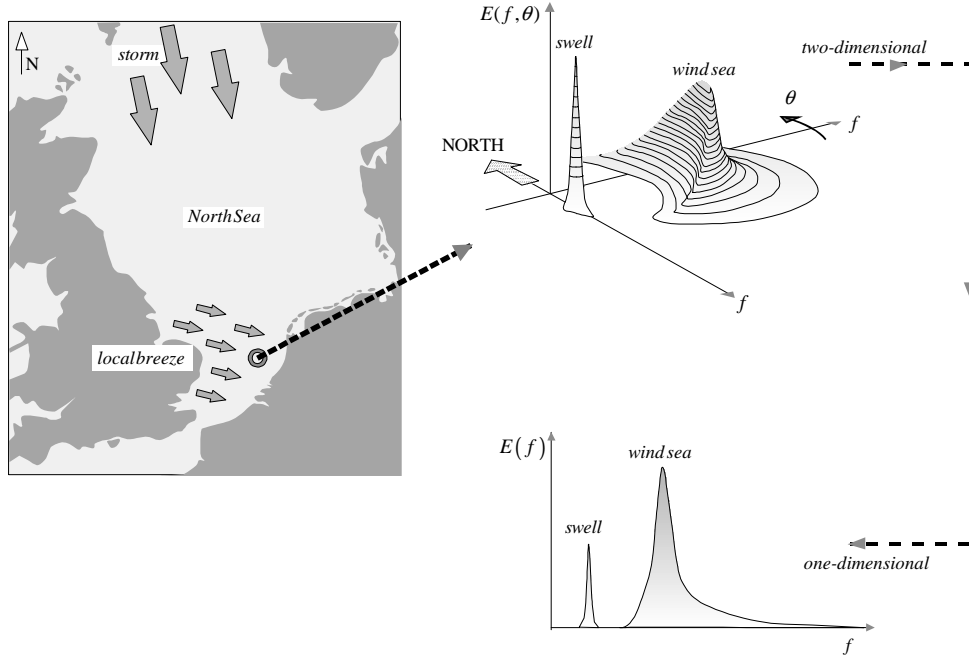 N
storm
North Sea
local breeze
E(f,θ)
swell
wind sea
two-dimensional
θ
f
NORTH
f
E(f)
wind sea
swell
one-dimensional
f